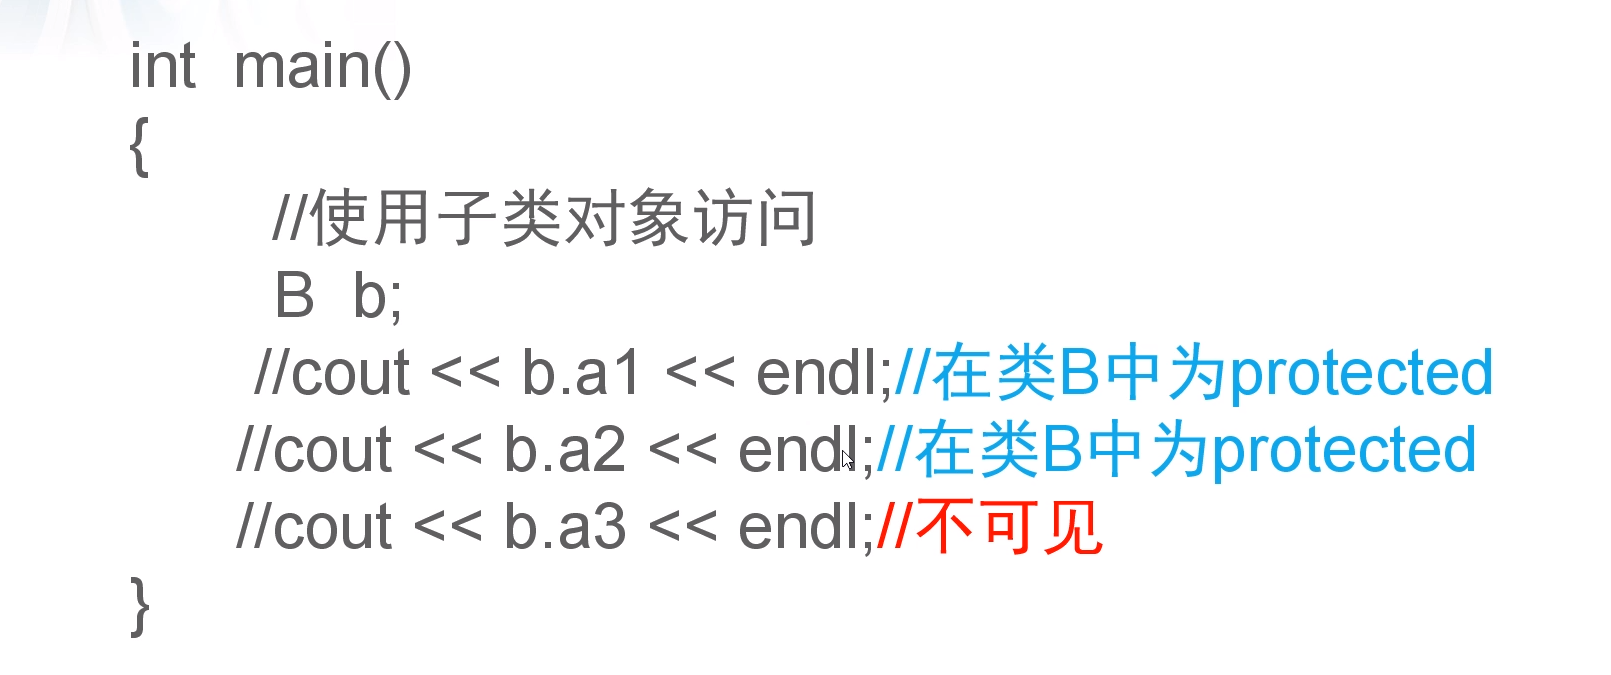 int main()
{
//使用子类对象访问
B b;
//cout << b.a1 << endl;//在类B中为protected
//cout << b.a2 << endl;//在类B中为protected
//cout << b.a3 << endl;//不可见
}